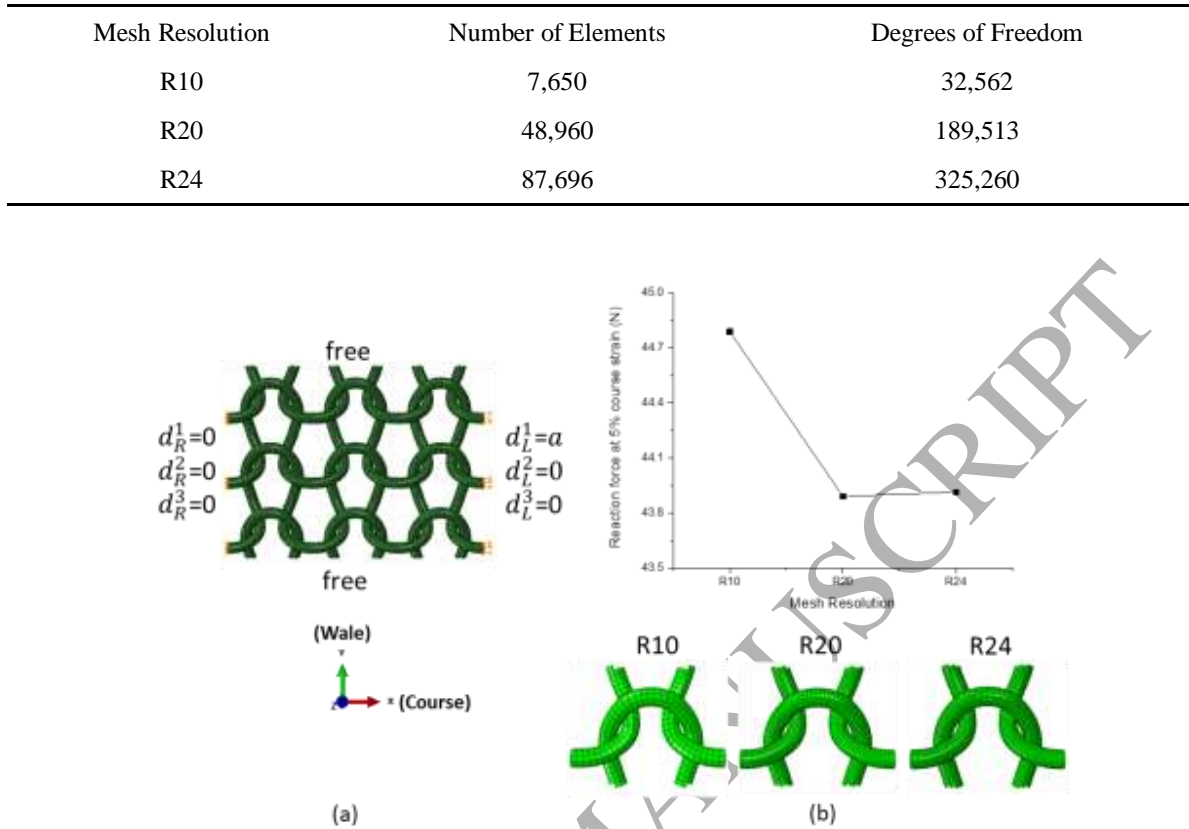 Mesh Resolution Number of Elements Degrees of Freedom
R10 7,650 32,562
R20 48,960 189,513
R24 87,696 325,260
free
d_R^1=0
d_R^2=0
d_R^3=0
d_L^1=a
d_L^2=0
d_L^3=0
free
(Wale)
Y
x (Course)
z
(a)
Reaction force at 5% course strain (N)
45.0
44.7
44.4
44.1
43.8
43.5
R10 R20 R24
Mesh Resolution
R10 R20 R24
(b)
MANUSCRIPT